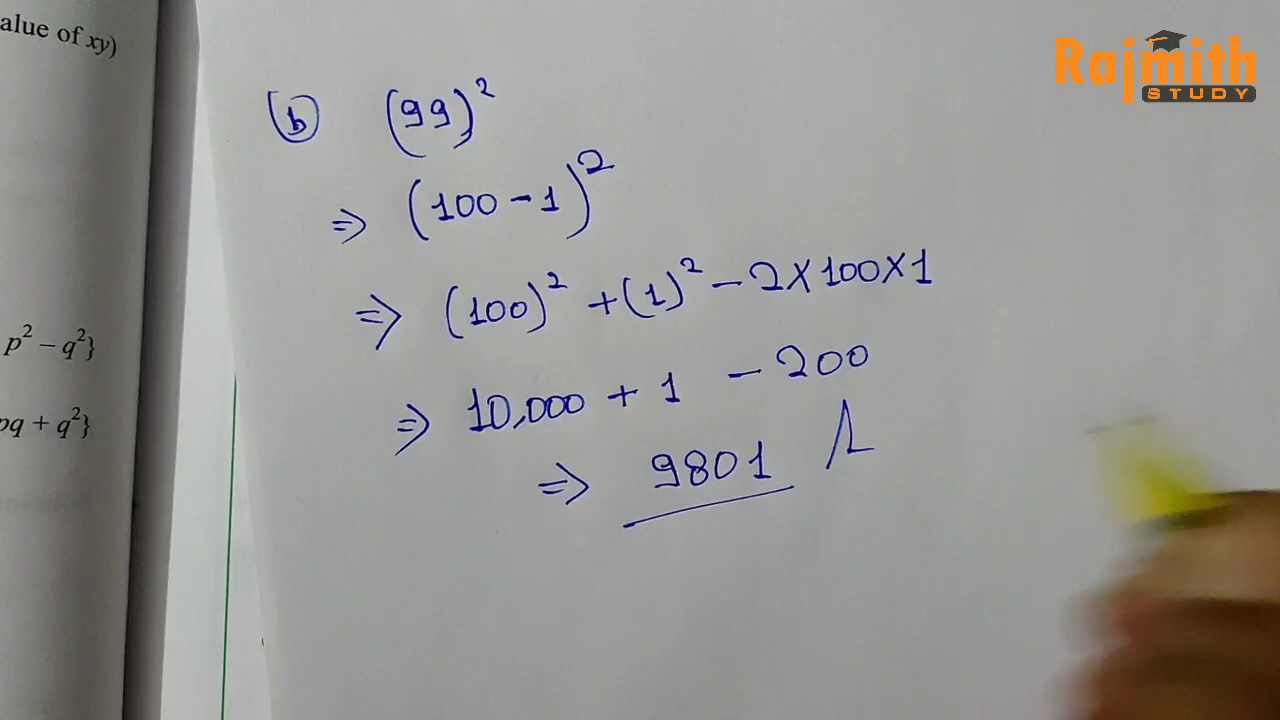 alue of xy)
p² – q²}
pq + q²}
Rajmith
STUDY
(b) (99)²
⇒ (100 - 1)²
⇒ (100)² + (1)² - 2 × 100 × 1
⇒ 10,000 + 1 - 200
⇒ 9801